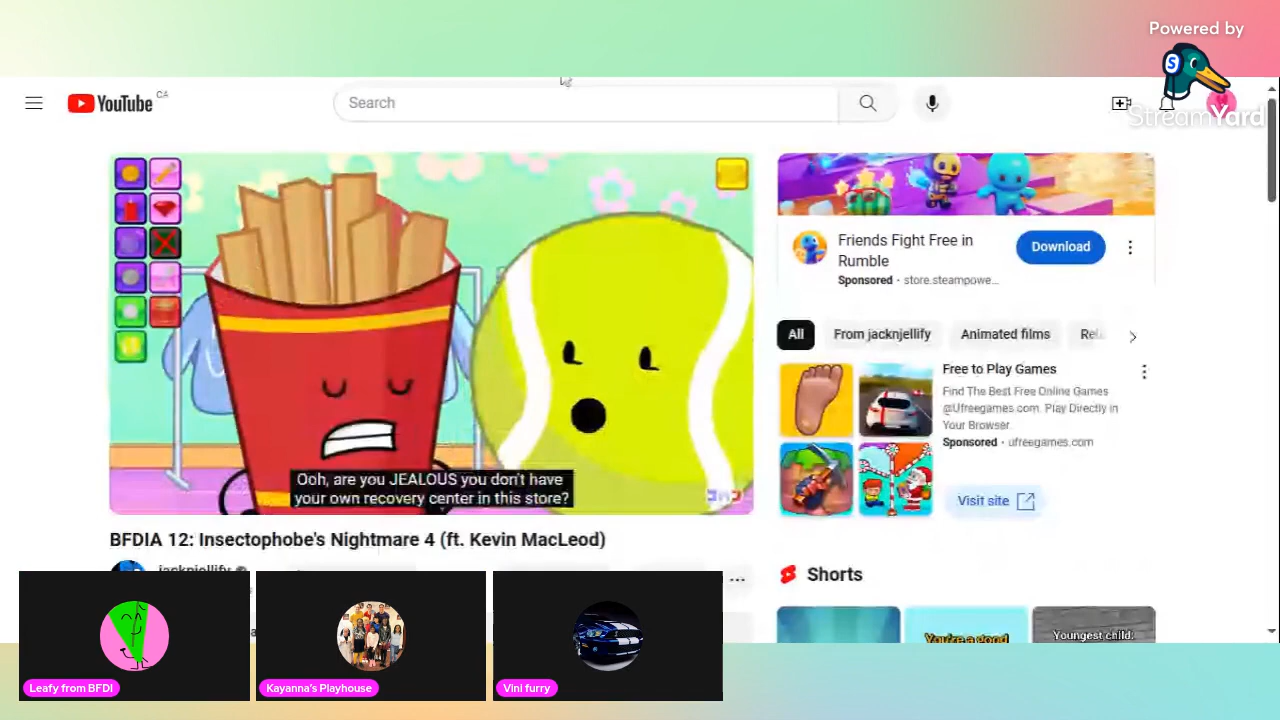 Powered by
StreamYard
YouTube CA
Search
Ooh, are you JEALOUS you don't have
your own recovery center in this store?
BFDIA 12: Insectophobe's Nightmare 4 (ft. Kevin MacLeod)
jacknjellify
Friends Fight Free in
Rumble
Sponsored · store.steampowe...
Download
All
From jacknjellify
Animated films
Rel
Free to Play Games
Find The Best Free Online Games
@Ufreegames.com. Play Directly in
Your Browser.
Sponsored · ufreegames.com
Visit site
Shorts
You're a good
Youngest child.
Leafy from BFDI
Kayanna's Playhouse
Vini furry